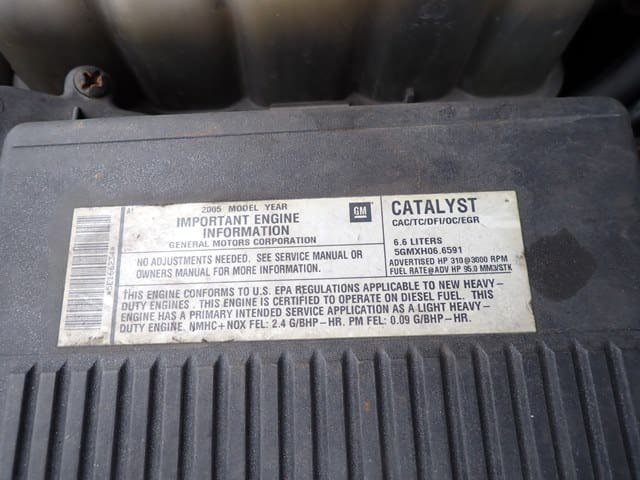 A1
2005 MODEL YEAR
IMPORTANT ENGINE
INFORMATION
GENERAL MOTORS CORPORATION
GM
CATALYST
CAC/TC/DFI/OC/EGR
NO ADJUSTMENTS NEEDED. SEE SERVICE MANUAL OR
OWNERS MANUAL FOR MORE INFORMATION.
6.6 LITERS
5GMXH06.6591
ADVERTISED HP 310@3000 RPM
FUEL RATE@ADV HP 95.0 MM3/STK
THIS ENGINE CONFORMS TO U.S. EPA REGULATIONS APPLICABLE TO NEW HEAVY-
DUTY ENGINES. THIS ENGINE IS CERTIFIED TO OPERATE ON DIESEL FUEL. THIS
ENGINE HAS A PRIMARY INTENDED SERVICE APPLICATION AS A LIGHT HEAVY-
DUTY ENGINE. NMHC+NOX FEL: 2.4 G/BHP-HR. PM FEL: 0.09 G/BHP-HR.